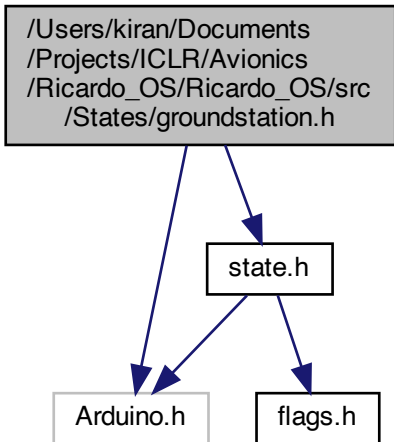 /Users/kiran/Documents
/Projects/ICLR/Avionics
/Ricardo_OS/Ricardo_OS/src
/States/groundstation.h
state.h
Arduino.h
flags.h